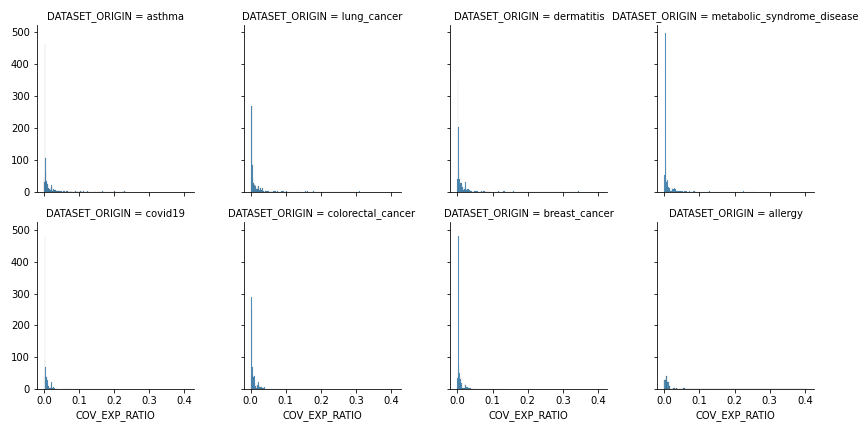 DATASET_ORIGIN = asthma
DATASET_ORIGIN = lung_cancer
DATASET_ORIGIN = dermatitis
DATASET_ORIGIN = metabolic_syndrome_disease
500
400
300
200
100
0
DATASET_ORIGIN = covid19
DATASET_ORIGIN = colorectal_cancer
DATASET_ORIGIN = breast_cancer
DATASET_ORIGIN = allergy
500
400
300
200
100
0
0.0 0.1 0.2 0.3 0.4
0.0 0.1 0.2 0.3 0.4
0.0 0.1 0.2 0.3 0.4
0.0 0.1 0.2 0.3 0.4
COV_EXP_RATIO
COV_EXP_RATIO
COV_EXP_RATIO
COV_EXP_RATIO